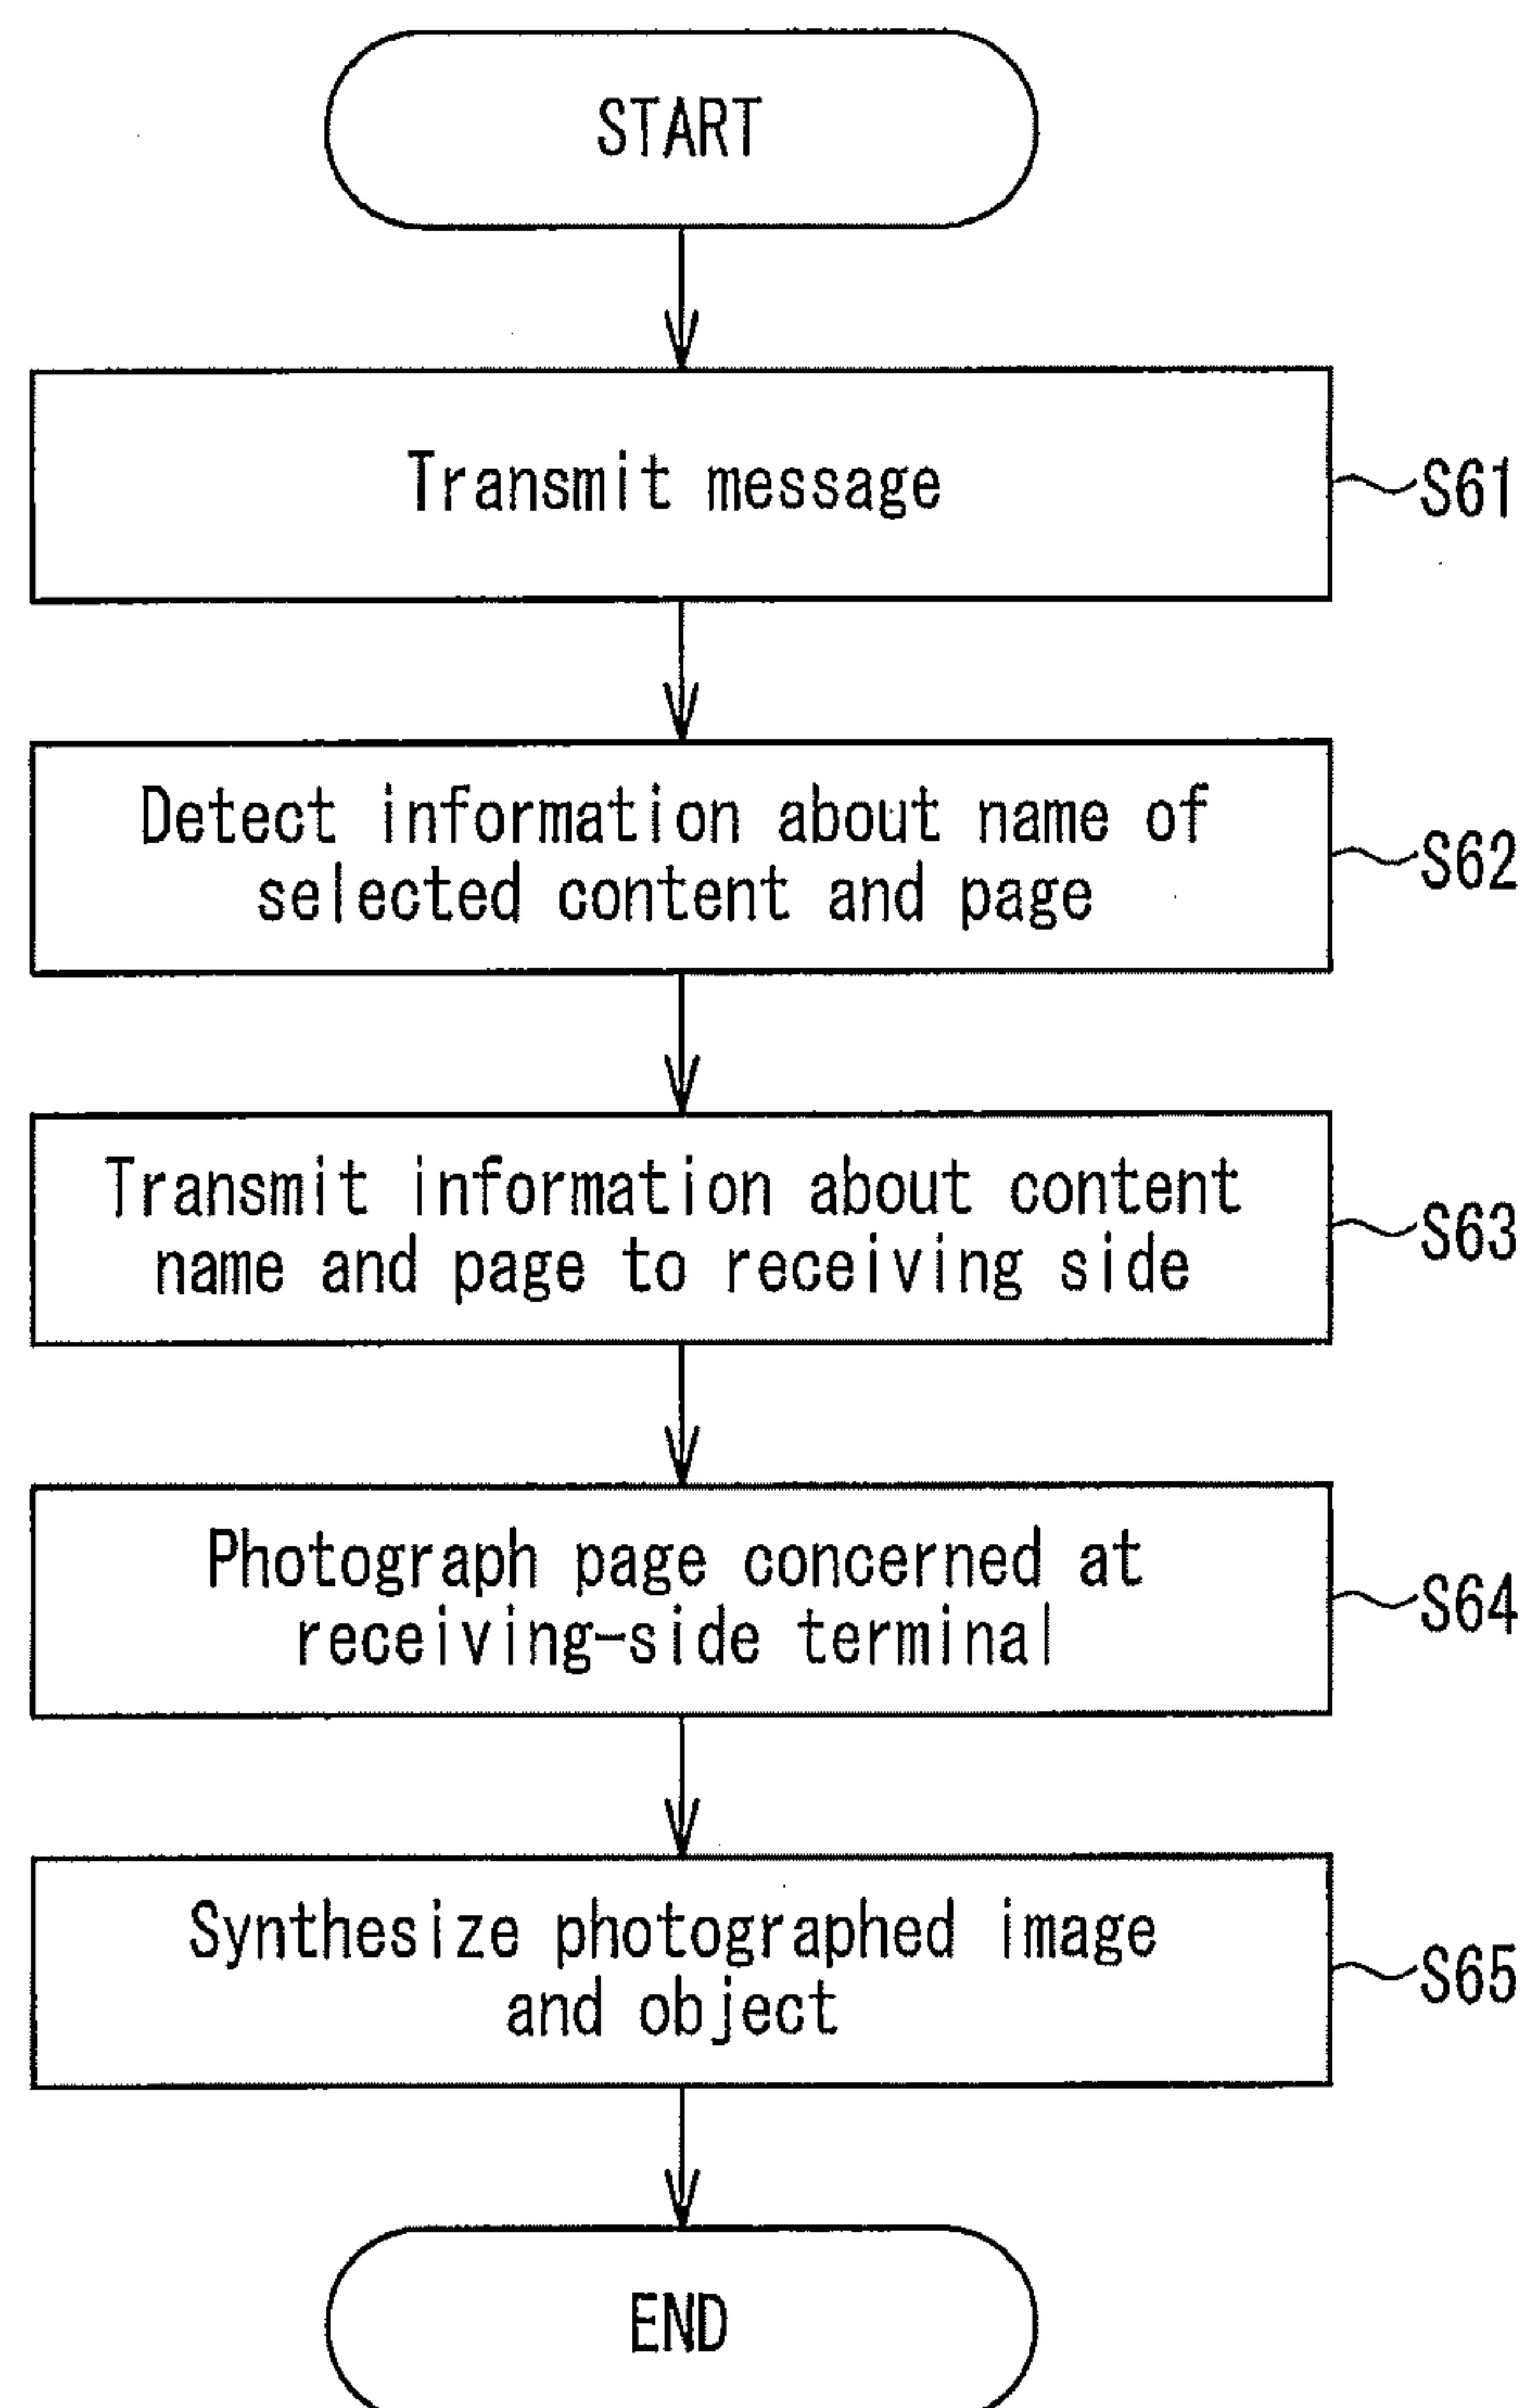 START
Transmit message
S61
Detect information about name of
selected content and page
S62
Transmit information about content
name and page to receiving side
S63
Photograph page concerned at
receiving-side terminal
S64
Synthesize photographed image
and object
S65
END